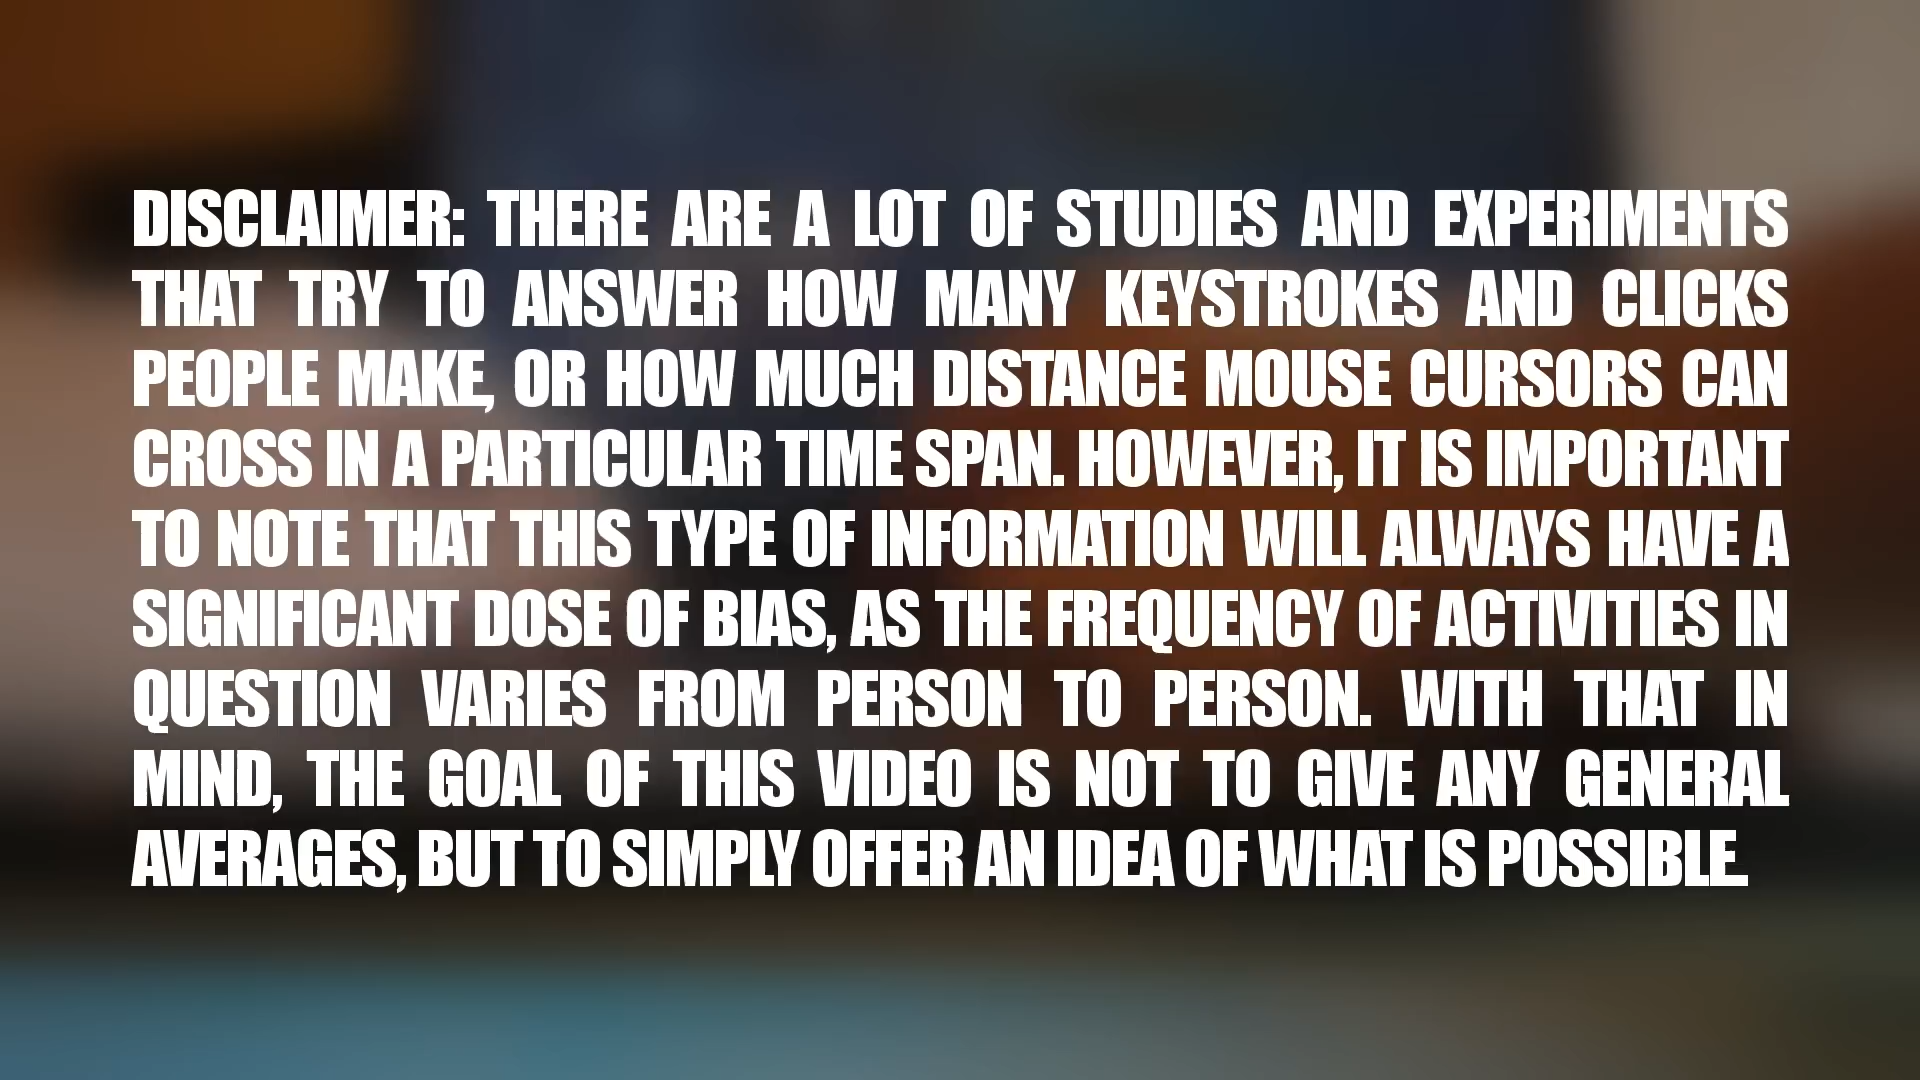 DISCLAIMER: THERE ARE A LOT OF STUDIES AND EXPERIMENTS
THAT TRY TO ANSWER HOW MANY KEYSTROKES AND CLICKS
PEOPLE MAKE, OR HOW MUCH DISTANCE MOUSE CURSORS CAN
CROSS IN A PARTICULAR TIME SPAN. HOWEVER, IT IS IMPORTANT
TO NOTE THAT THIS TYPE OF INFORMATION WILL ALWAYS HAVE A
SIGNIFICANT DOSE OF BIAS, AS THE FREQUENCY OF ACTIVITIES IN
QUESTION VARIES FROM PERSON TO PERSON. WITH THAT IN
MIND, THE GOAL OF THIS VIDEO IS NOT TO GIVE ANY GENERAL
AVERAGES, BUT TO SIMPLY OFFER AN IDEA OF WHAT IS POSSIBLE.